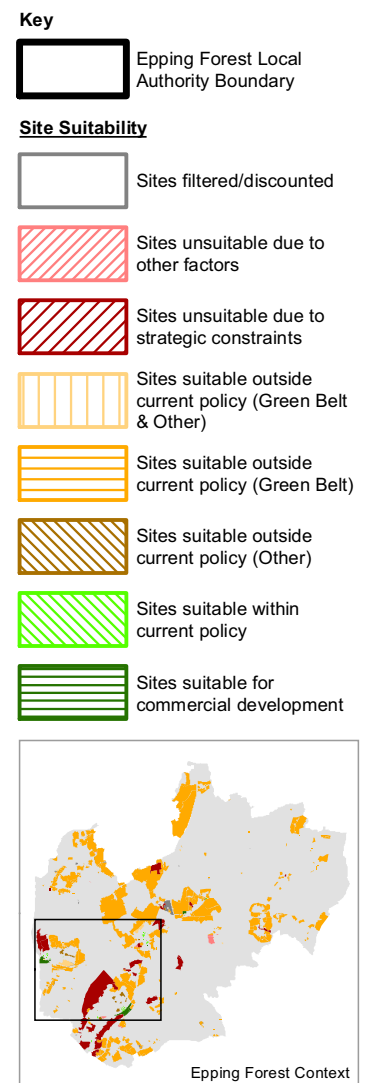 Key
Epping Forest Local
Authority Boundary
Site Suitability
Sites filtered/discounted
Sites unsuitable due to
other factors
Sites unsuitable due to
strategic constraints
Sites suitable outside
current policy (Green Belt
& Other)
Sites suitable outside
current policy (Green Belt)
Sites suitable outside
current policy (Other)
Sites suitable within
current policy
Sites suitable for
commercial development
Epping Forest Context